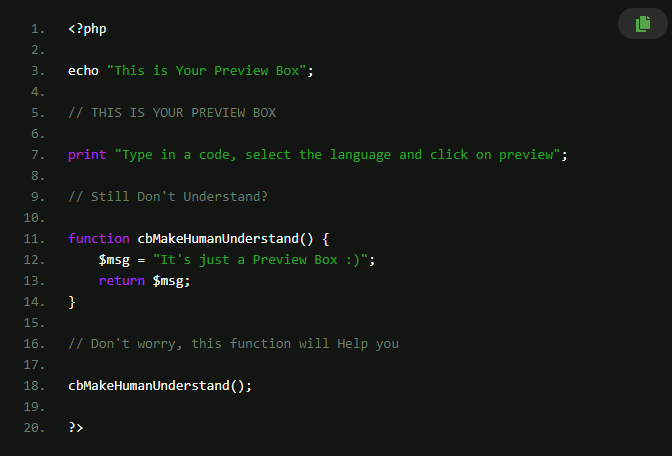 1. <?php
2.
3. echo "This is Your Preview Box";
4.
5. // THIS IS YOUR PREVIEW BOX
6.
7. print "Type in a code, select the language and click on preview";
8.
9. // Still Don't Understand?
10.
11. function cbMakeHumanUnderstand() {
12.     $msg = "It's just a Preview Box :)";
13.     return $msg;
14. }
15.
16. // Don't worry, this function will Help you
17.
18. cbMakeHumanUnderstand();
19.
20. ?>